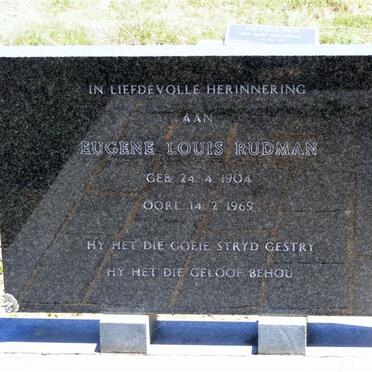 POTGIETER
IN LIEFDEVOLLE HERINNERING
AAN
EUGENE LOUIS RUDMAN
GEB 24. 4. 1904
OORL 14. 2. 1969
HY HET DIE GOEIE STRYD GESTRY
HY HET DIE GELOOF BEHOU